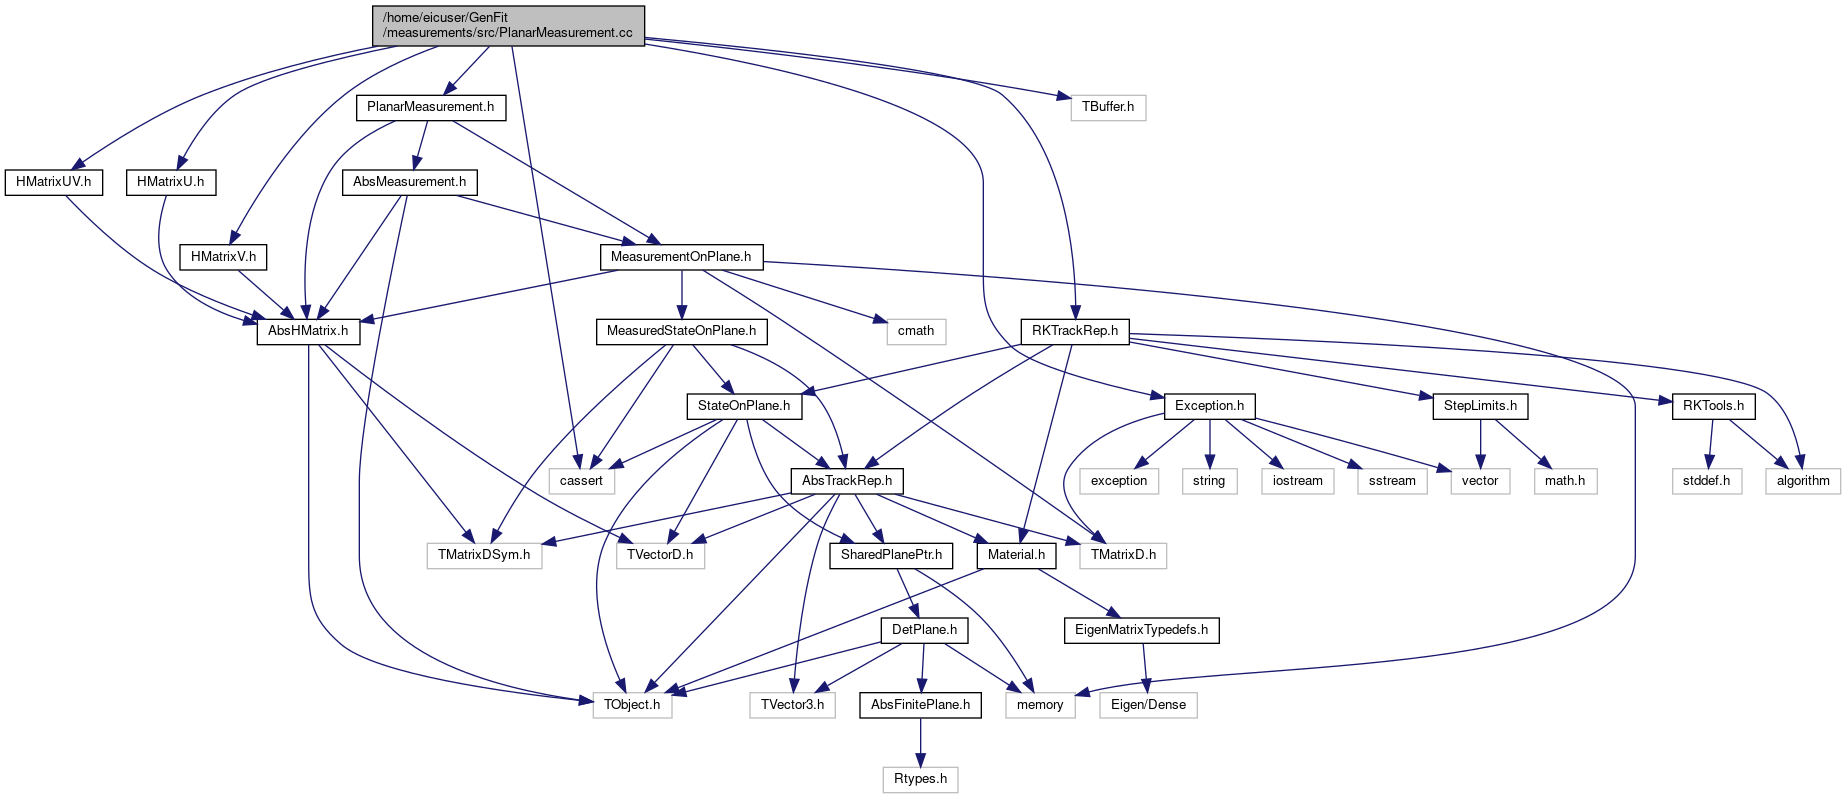 /home/eicuser/GenFit
/measurements/src/PlanarMeasurement.cc
PlanarMeasurement.h
TBuffer.h
HMatrixUV.h
HMatrixU.h
AbsMeasurement.h
HMatrixV.h
MeasurementOnPlane.h
AbsHMatrix.h
MeasuredStateOnPlane.h
cmath
RKTrackRep.h
StateOnPlane.h
Exception.h
StepLimits.h
RKTools.h
cassert
AbsTrackRep.h
exception
string
iostream
sstream
vector
math.h
stddef.h
algorithm
TMatrixDSym.h
TVectorD.h
SharedPlanePtr.h
Material.h
TMatrixD.h
DetPlane.h
EigenMatrixTypedefs.h
TObject.h
TVector3.h
AbsFinitePlane.h
memory
Eigen/Dense
Rtypes.h